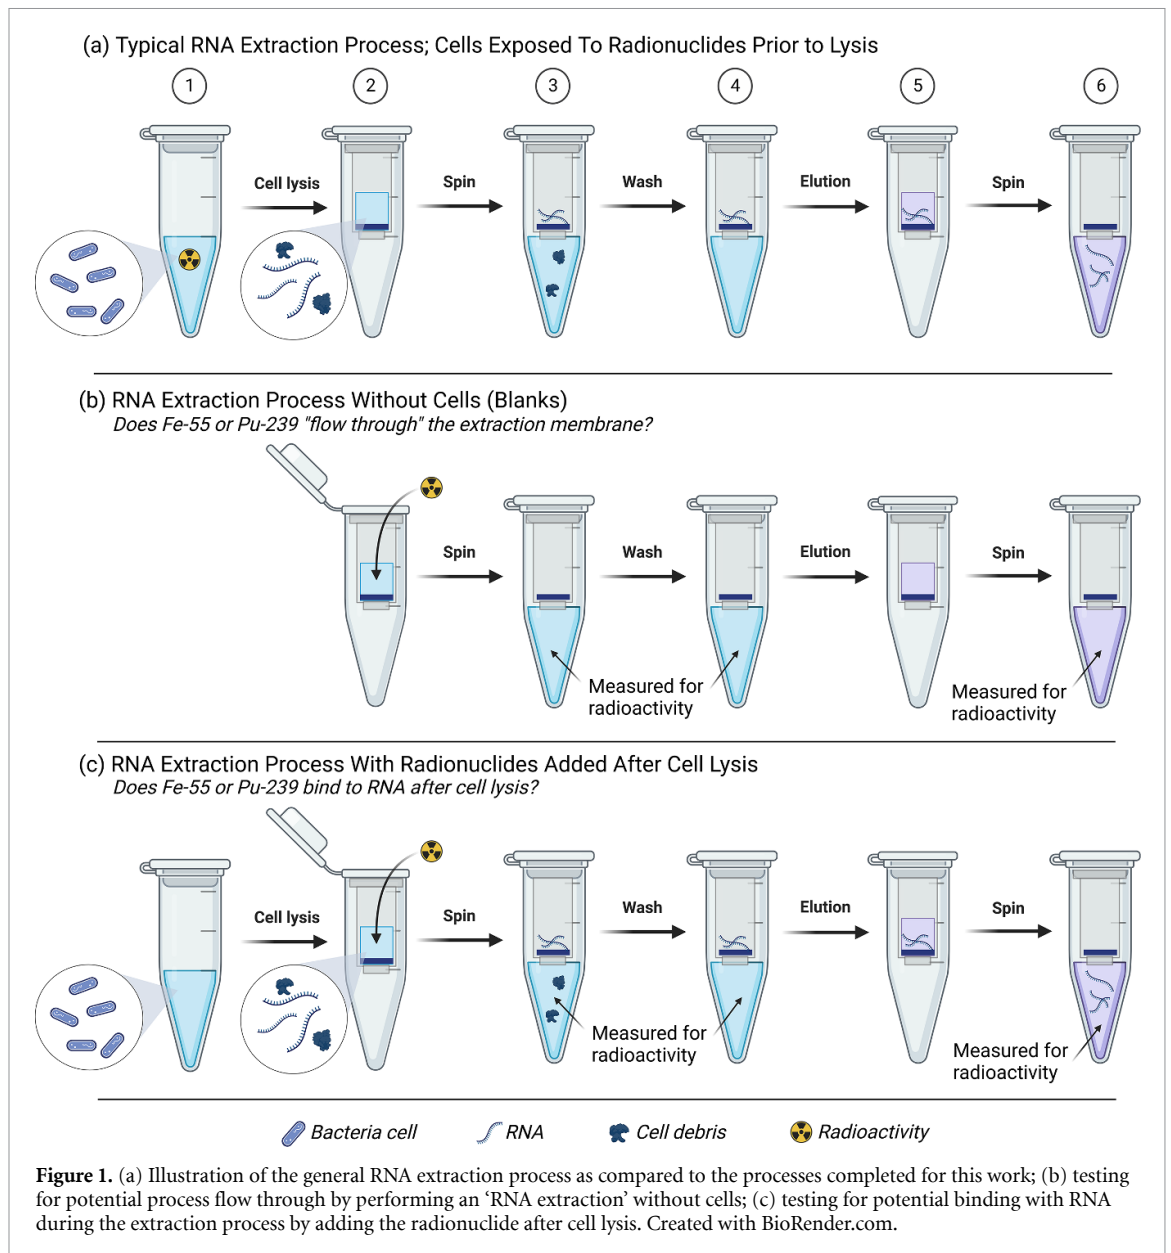 (a) Typical RNA Extraction Process; Cells Exposed To Radionuclides Prior to Lysis
1 2 3 4 5 6
Cell lysis Spin Wash Elution Spin
(b) RNA Extraction Process Without Cells (Blanks)
Does Fe-55 or Pu-239 "flow through" the extraction membrane?
Spin Wash Elution Spin
Measured for
radioactivity
Measured for
radioactivity
(c) RNA Extraction Process With Radionuclides Added After Cell Lysis
Does Fe-55 or Pu-239 bind to RNA after cell lysis?
Cell lysis Spin Wash Elution Spin
Measured for
radioactivity
Measured for
radioactivity
Bacteria cell RNA Cell debris Radioactivity
Figure 1. (a) Illustration of the general RNA extraction process as compared to the processes completed for this work; (b) testing
for potential process flow through by performing an ‘RNA extraction’ without cells; (c) testing for potential binding with RNA
during the extraction process by adding the radionuclide after cell lysis. Created with BioRender.com.